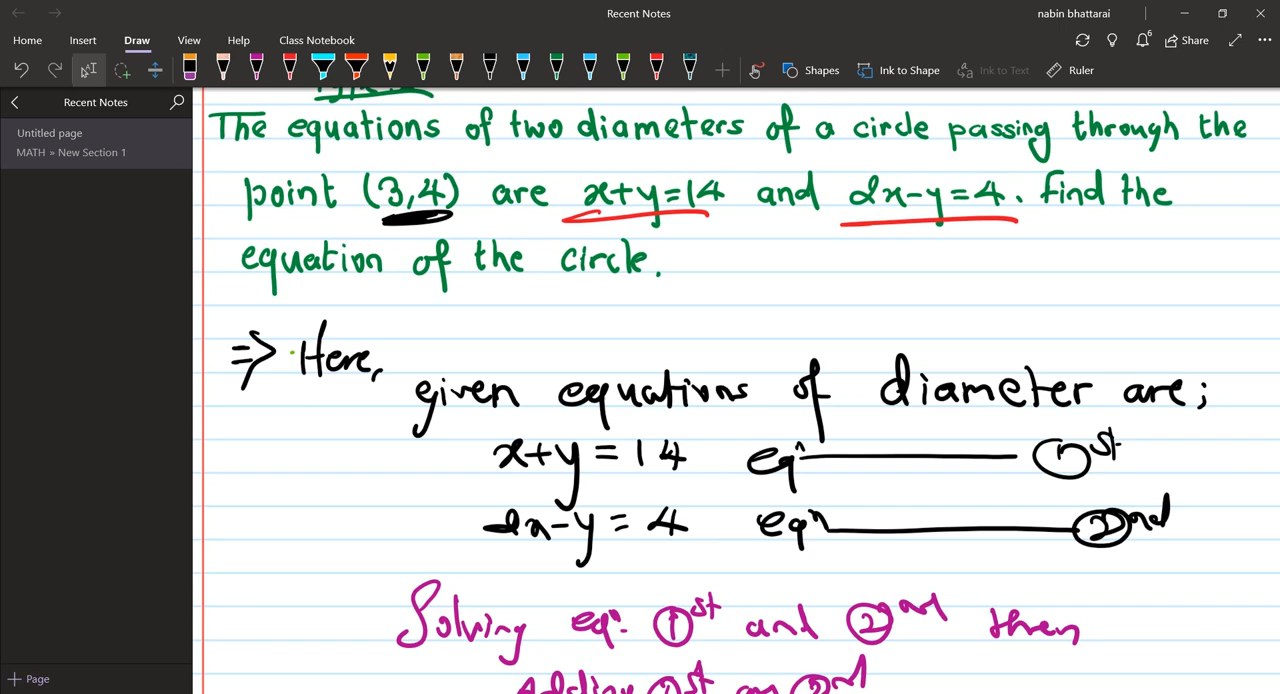 Recent Notes
nabin bhattarai
Home Insert Draw View Help Class Notebook
6
Share
Shapes Ink to Shape Ink to Text Ruler
Recent Notes
Untitled page
MATH » New Section 1
The equations of two diameters of a circle passing through the
point (3,4) are x+y=14 and 2x-y=4. Find the
equation of the circle.
⇒ Here,
given equations of diameter are;
x+y=14 eqⁿ 1st
2x-y=4 eqⁿ 2nd
Solving eqⁿ. 1st and 2nd then
1st 2nd
+ Page